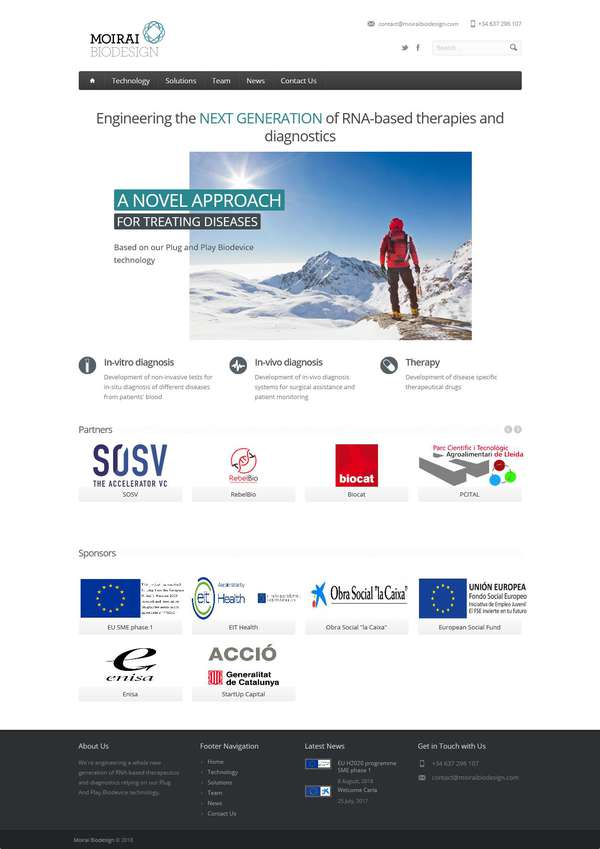 MOIRAI
BIODESIGN
contact@moiraibiodesign.com
+34 637 296 107
Search...
Technology
Solutions
Team
News
Contact Us
Engineering the NEXT GENERATION of RNA-based therapies and
diagnostics
A NOVEL APPROACH
FOR TREATING DISEASES
Based on our Plug and Play Biodevice
technology
In-vitro diagnosis
Development of non-invasive tests for
in-situ diagnosis of different diseases
from patients' blood
In-vivo diagnosis
Development of in-vivo diagnosis
systems for surgical assistance and
patient monitoring
Therapy
Development of disease specific
therapeutical drugs
Partners
SOSV
THE ACCELERATOR VC
SOSV
RebelBio
RebelBio
biocat
Biocat
Parc Científic i Tecnològic
Agroalimentari de Lleida
PCITAL
Sponsors
EU SME phase 1
eit
Health
EIT Health
Obra Social "la Caixa"
Obra Social "la Caixa"
UNIÓN EUROPEA
Fondo Social Europeo
Iniciativa de Empleo Juvenil
El FSE invierte en tu futuro
European Social Fund
enisa
Enisa
ACCIÓ
Generalitat
de Catalunya
StartUp Capital
About Us
We're engineering a whole new
generation of RNA-based therapeutics
and diagnostics relying on our Plug
And Play Biodevice technology.
Footer Navigation
Home
Technology
Solutions
Team
News
Contact Us
Latest News
EU H2020 programme
SME phase 1
8 August, 2018
Welcome Carla
25 July, 2017
Get in Touch with Us
+34 637 296 107
contact@moiraibiodesign.com
Moirai Biodesign © 2018